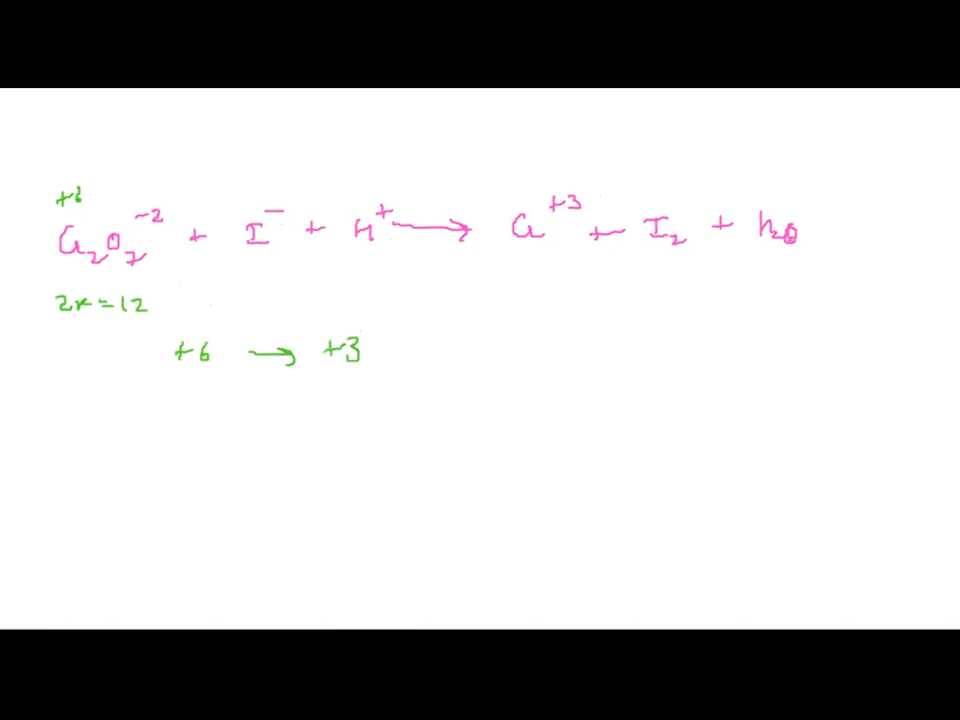 +6
Cr₂O₇⁻² + I⁻ + H⁺ → Cr⁺³ + I₂ + h₂o
2x = 12
+6 → +3